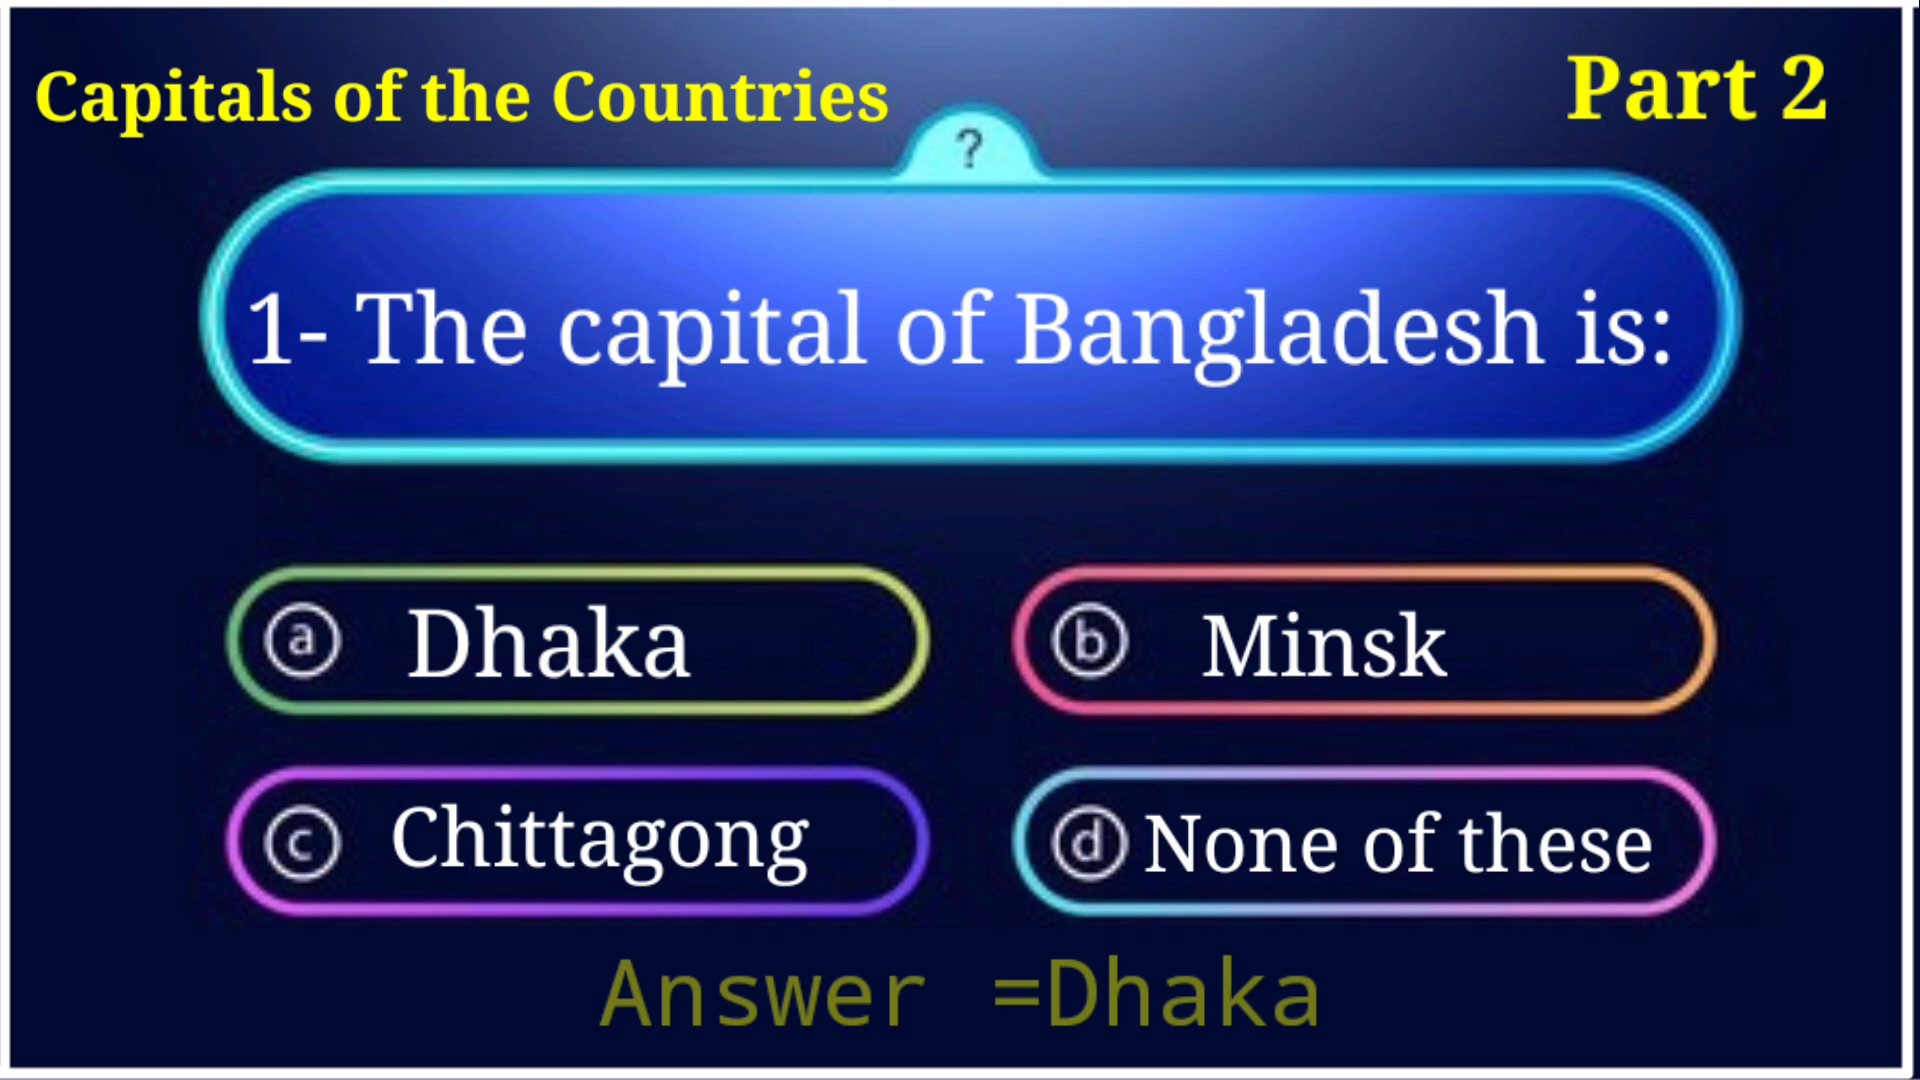 Capitals of the Countries
Part 2
?
1- The capital of Bangladesh is:
a Dhaka
b Minsk
c Chittagong
d None of these
Answer =Dhaka